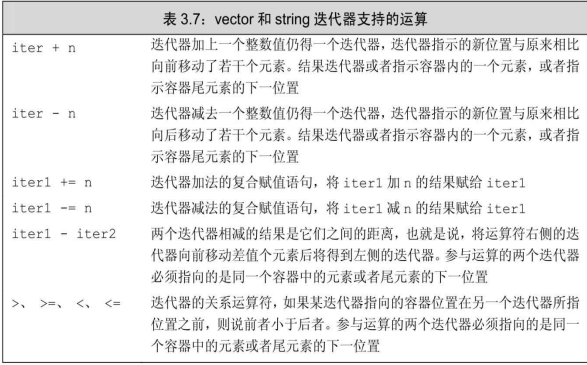 表 3.7：vector 和 string 迭代器支持的运算
iter + n 迭代器加上一个整数值仍得一个迭代器，迭代器指示的新位置与原来相比
向前移动了若干个元素。结果迭代器或者指示容器内的一个元素，或者指
示容器尾元素的下一位置
iter - n 迭代器减去一个整数值仍得一个迭代器，迭代器指示的新位置与原来相比
向后移动了若干个元素。结果迭代器或者指示容器内的一个元素，或者指
示容器尾元素的下一位置
iter1 += n 迭代器加法的复合赋值语句，将 iter1 加 n 的结果赋给 iter1
iter1 -= n 迭代器减法的复合赋值语句，将 iter1 减 n 的结果赋给 iter1
iter1 - iter2 两个迭代器相减的结果是它们之间的距离，也就是说，将运算符右侧的迭
代器向前移动差值个元素后将得到左侧的迭代器。参与运算的两个迭代器
必须指向的是同一个容器中的元素或者尾元素的下一位置
>、 >=、 <、 <= 迭代器的关系运算符，如果某迭代器指向的容器位置在另一个迭代器所指
位置之前，则说前者小于后者。参与运算的两个迭代器必须指向的是同一
个容器中的元素或者尾元素的下一位置